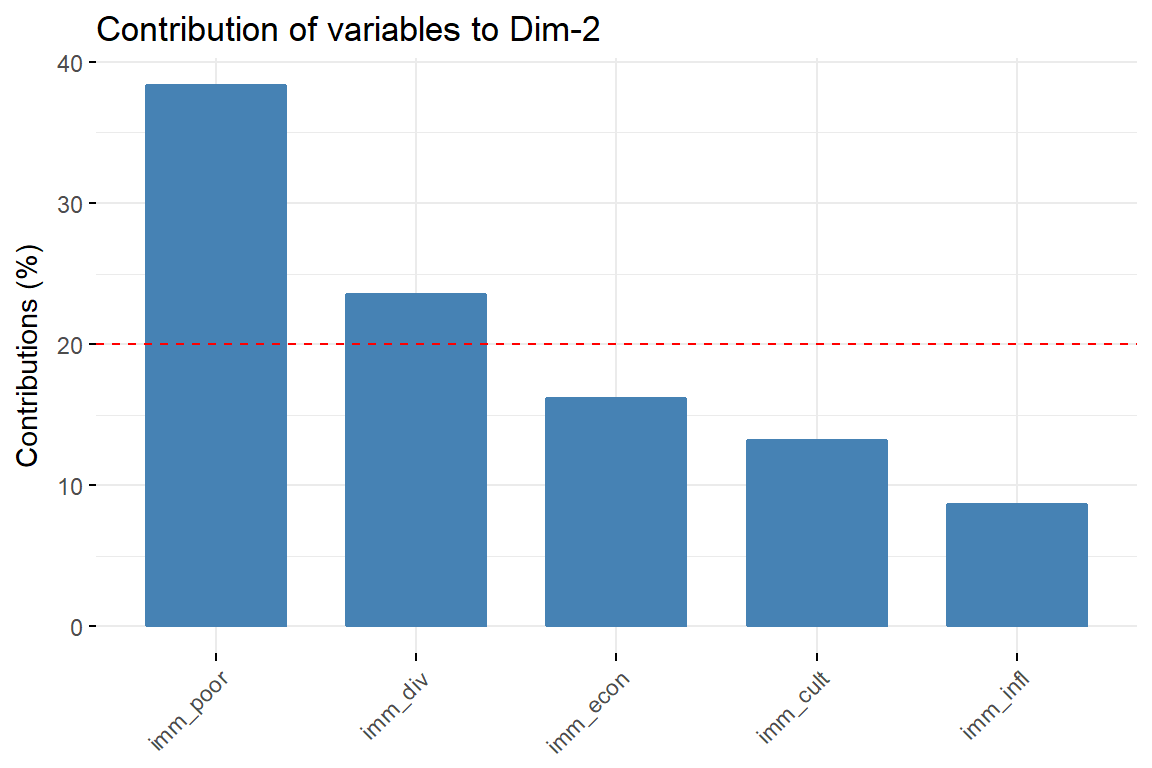 Contribution of variables to Dim-2
Contributions (%)
40
30
20
10
0
imm_poor
imm_div
imm_econ
imm_cult
imm_infl